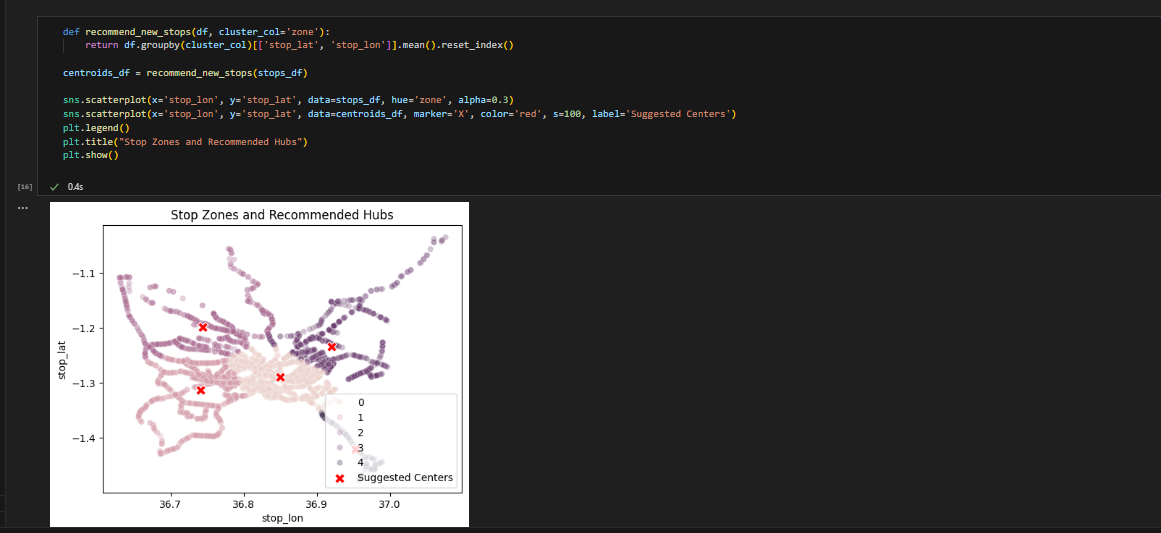 def recommend_new_stops(df, cluster_col='zone'):
    return df.groupby(cluster_col)[['stop_lat', 'stop_lon']].mean().reset_index()
centroids_df = recommend_new_stops(stops_df)
sns.scatterplot(x='stop_lon', y='stop_lat', data=stops_df, hue='zone', alpha=0.3)
sns.scatterplot(x='stop_lon', y='stop_lat', data=centroids_df, marker='X', color='red', s=100, label='Suggested Centers')
plt.legend()
plt.title("Stop Zones and Recommended Hubs")
plt.show()
[16] 0.4s
...
Stop Zones and Recommended Hubs
−1.1
−1.2
−1.3
−1.4
stop_lat
0
1
2
3
4
Suggested Centers
36.7 36.8 36.9 37.0
stop_lon